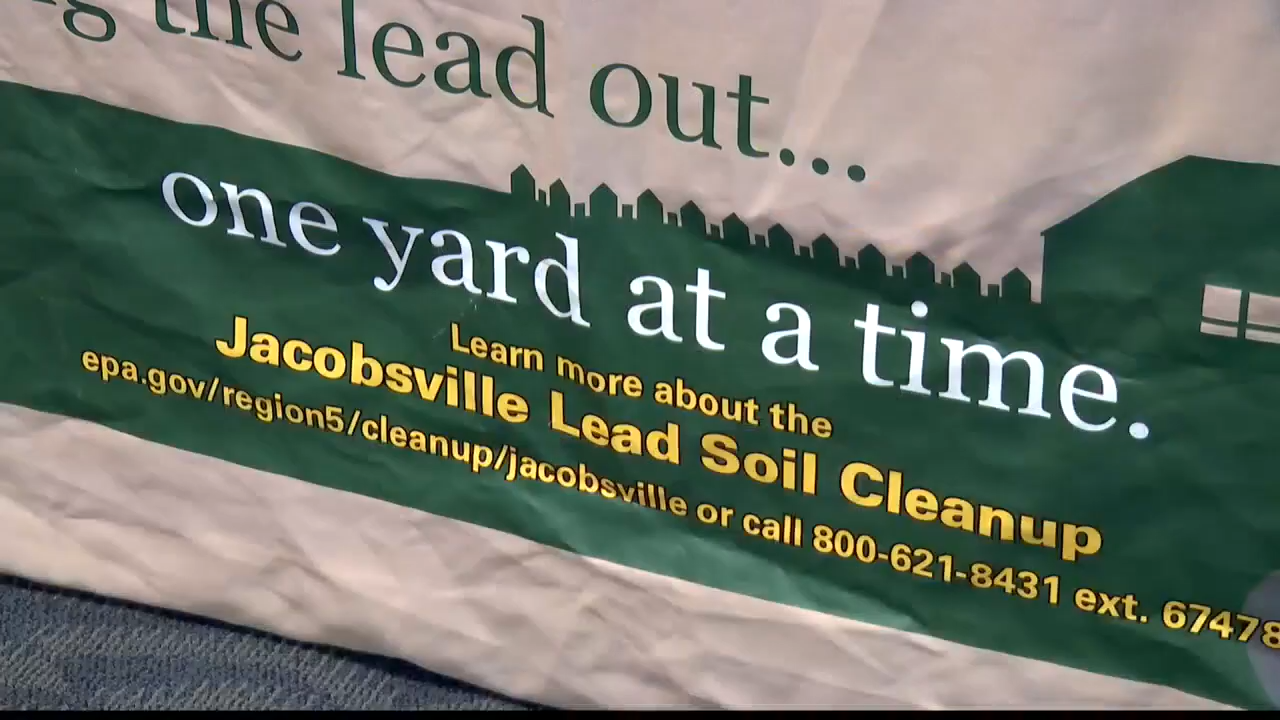 the lead out...
one yard at a time.
Learn more about the
Jacobsville Lead Soil Cleanup
epa.gov/region5/cleanup/jacobsville or call 800-621-8431 ext. 67478